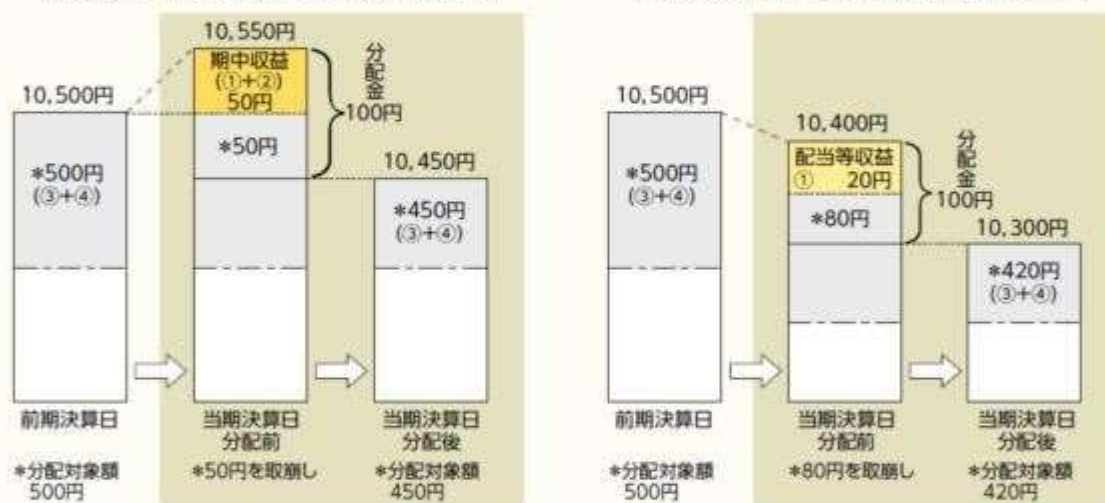 10,550円
期中収益
(①+②)
50円
*50円
分配金
100円
10,500円
*500円
(③+④)
10,450円
*450円
(③+④)
前期決算日
当期決算日
分配前
当期決算日
分配後
*分配対象額
500円
*50円を取崩し
*分配対象額
450円
10,500円
*500円
(③+④)
10,400円
配当等収益
① 20円
*80円
分配金
100円
10,300円
*420円
(③+④)
前期決算日
当期決算日
分配前
当期決算日
分配後
*分配対象額
500円
*80円を取崩し
*分配対象額
420円